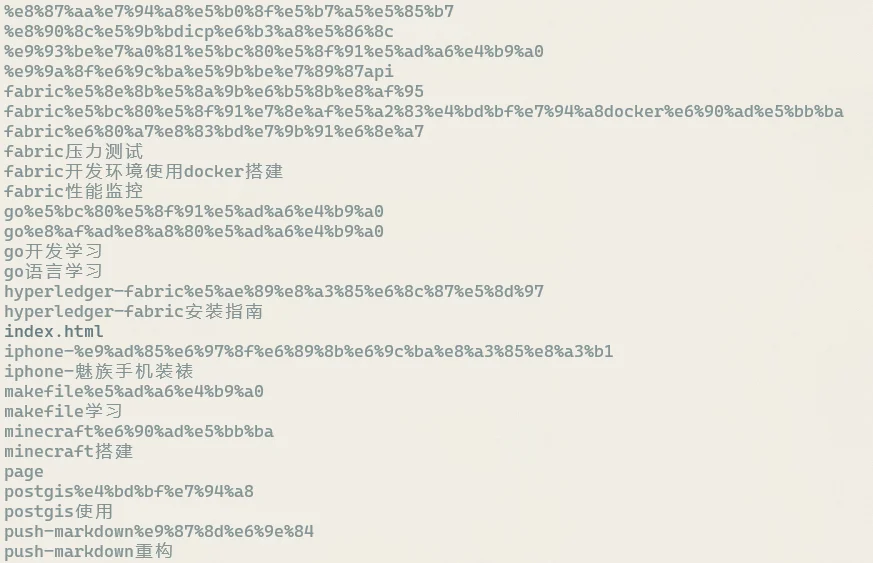 %e8%87%aa%e7%94%a8%e5%b0%8f%e5%b7%a5%e5%85%b7
%e8%90%8c%e5%9b%bdicp%e6%b3%a8%e5%86%8c
%e9%93%be%e7%a0%81%e5%bc%80%e5%8f%91%e5%ad%a6%e4%b9%a0
%e9%9a%8f%e6%9c%ba%e5%9b%be%e7%89%87api
fabric%e5%8e%8b%e5%8a%9b%e6%b5%8b%e8%af%95
fabric%e5%bc%80%e5%8f%91%e7%8e%af%e5%a2%83%e4%bd%bf%e7%94%a8docker%e6%90%ad%e5%bb%ba
fabric%e6%80%a7%e8%83%bd%e7%9b%91%e6%8e%a7
fabric压力测试
fabric开发环境使用docker搭建
fabric性能监控
go%e5%bc%80%e5%8f%91%e5%ad%a6%e4%b9%a0
go%e8%af%ad%e8%a8%80%e5%ad%a6%e4%b9%a0
go开发学习
go语言学习
hyperledger-fabric%e5%ae%89%e8%a3%85%e6%8c%87%e5%8d%97
hyperledger-fabric安装指南
index.html
iphone-%e9%ad%85%e6%97%8f%e6%89%8b%e6%9c%ba%e8%a3%85%e8%a3%b1
iphone-魅族手机装裱
makefile%e5%ad%a6%e4%b9%a0
makefile学习
minecraft%e6%90%ad%e5%bb%ba
minecraft搭建
page
postgis%e4%bd%bf%e7%94%a8
postgis使用
push-markdown%e9%87%8d%e6%9e%84
push-markdown重构